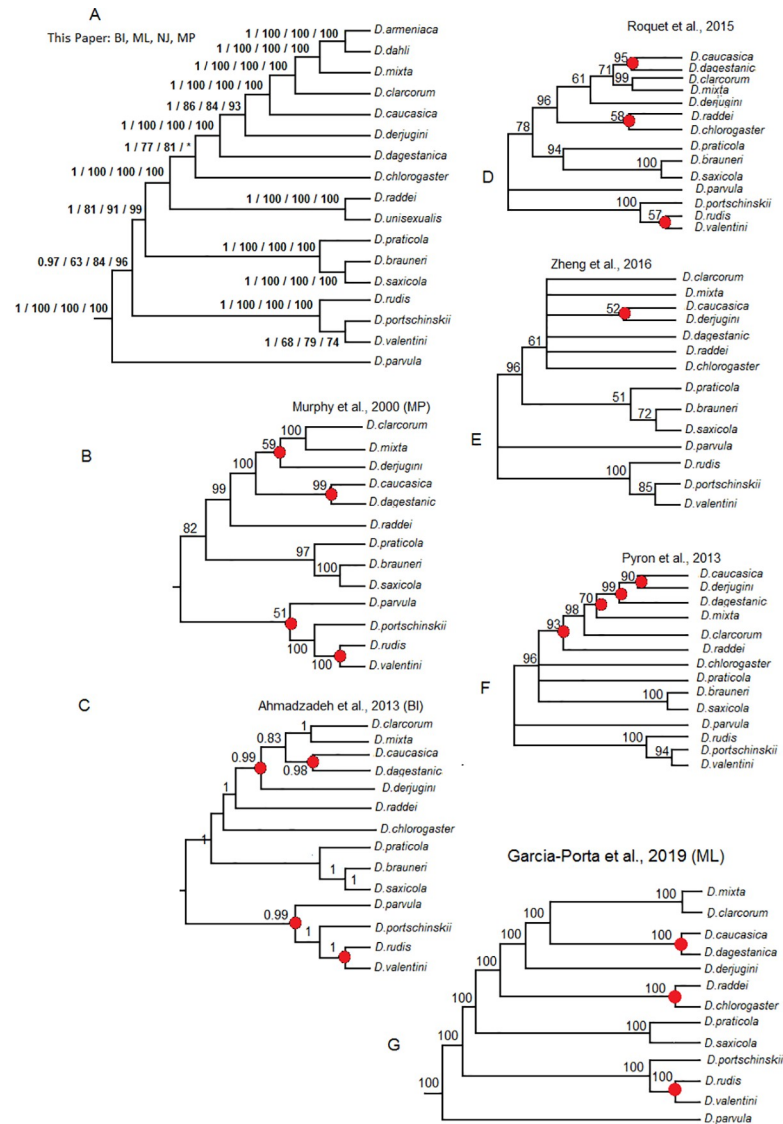 A
This Paper: BI, ML, NJ, MP
1 / 100 / 100 / 100
D.armeniaca
1 / 100 / 100 / 100
D.dahli
1 / 100 / 100 / 100
D.mixta
1 / 100 / 100 / 100
D.clarcorum
1 / 86 / 84 / 93
D.caucasica
1 / 100 / 100 / 100
D.derjugini
1 / 77 / 81 / *
D.dagestanica
1 / 100 / 100 / 100
D.chlorogaster
1 / 100 / 100 / 100
D.raddei
1 / 81 / 91 / 99
D.unisexualis
1 / 100 / 100 / 100
D.praticola
0.97 / 63 / 84 / 96
D.brauneri
1 / 100 / 100 / 100
D.saxicola
1 / 100 / 100 / 100
1 / 100 / 100 / 100
D.rudis
D.portschinskii
1 / 68 / 79 / 74
D.valentini
D.parvula
B
Murphy et al., 2000 (MP)
100
D.clarcorum
59
D.mixta
100
D.derjugini
99
D.caucasica
99
D.dagestanic
82
D.raddei
97
D.praticola
100
D.brauneri
D.saxicola
51
D.parvula
100
D.portschinskii
D.rudis
100
D.valentini
C
Ahmadzadeh et al., 2013 (BI)
1
D.clarcorum
0.83
D.mixta
0.99
D.caucasica
0.98
D.dagestanic
D.derjugini
1
D.raddei
1
D.chlorogaster
D.praticola
1
D.brauneri
1
D.saxicola
0.99
D.parvula
1
D.portschinskii
1
D.rudis
D.valentini
Roquet et al., 2015
95
D.caucasica
71
D.dagestanic
99
D.clarcorum
61
D.mixta
96
D.derjugini
58
D.raddei
78
D.chlorogaster
94
D.praticola
100
D.brauneri
D
D.saxicola
D.parvula
100
D.portschinskii
57
D.rudis
D.valentini
Zheng et al., 2016
D.clarcorum
D.mixta
52
D.caucasica
D.derjugini
61
D.dagestanic
96
D.raddei
D.chlorogaster
51
D.praticola
72
D.brauneri
E
D.saxicola
D.parvula
100
D.rudis
85
D.portschinskii
D.valentini
Pyron et al., 2013
90
D.caucasica
99
D.derjugini
70
D.dagestanic
98
D.mixta
93
D.clarcorum
D.raddei
96
D.chlorogaster
F
D.praticola
100
D.brauneri
D.saxicola
D.parvula
100
D.rudis
94
D.portschinskii
D.valentini
Garcia-Porta et al., 2019 (ML)
100
D.mixta
100
D.clarcorum
100
100
D.caucasica
D.dagestanica
100
D.derjugini
100
D.raddei
100
D.chlorogaster
100
D.praticola
G
D.saxicola
100
D.portschinskii
100
D.rudis
100
D.valentini
D.parvula